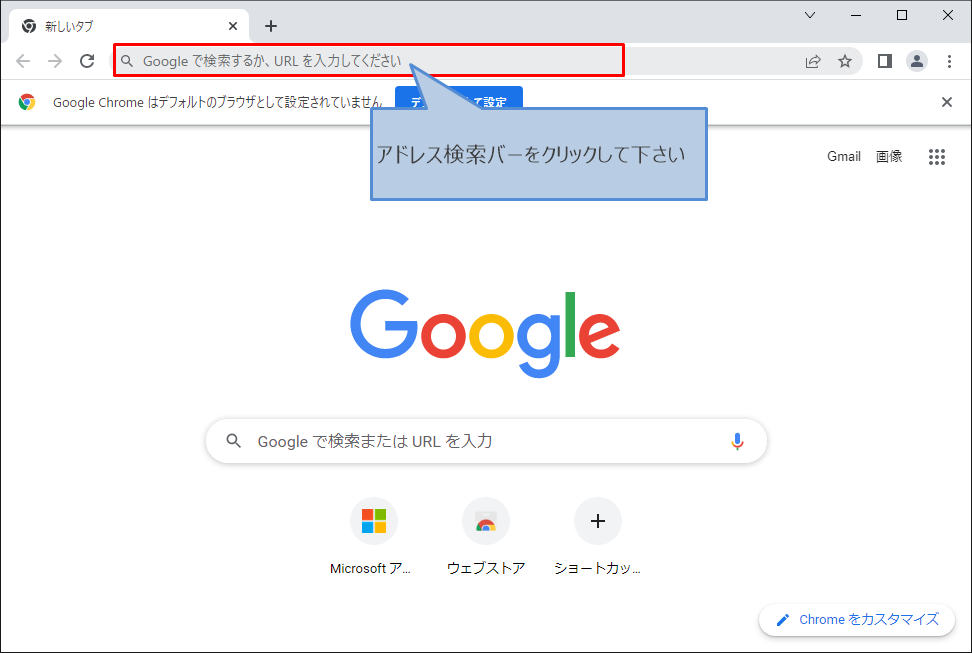 新しいタブ
Google で検索するか、URL を入力してください
Google Chrome はデフォルトのブラウザとして設定されていません
て設定
アドレス検索バーをクリックして下さい
Gmail 画像
Google
Google で検索または URL を入力
Microsoft ア...
ウェブストア
ショートカッ...
Chrome をカスタマイズ